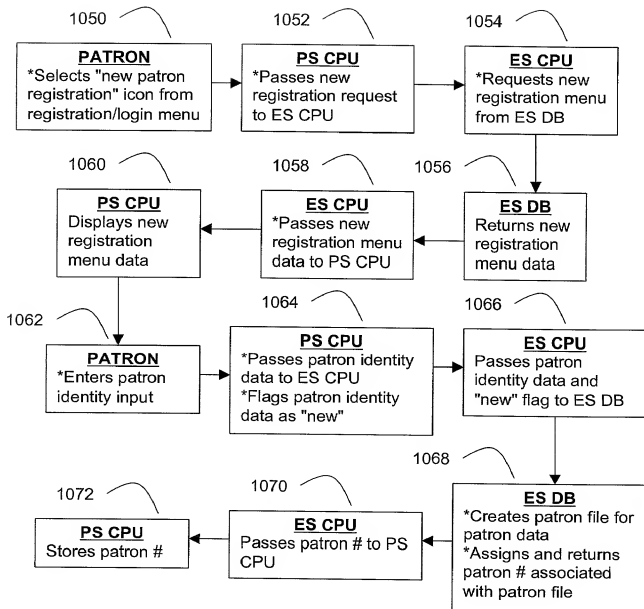 1050
PATRON
*Selects "new patron
registration" icon from
registration/login menu
1052
PS CPU
*Passes new
registration request
to ES CPU
1054
ES CPU
*Requests new
registration menu
from ES DB
1056
ES DB
Returns new
registration
menu data
1058
ES CPU
*Passes new
registration menu
data to PS CPU
1060
PS CPU
Displays new
registration
menu data
1062
PATRON
*Enters patron
identity input
1064
PS CPU
*Passes patron identity
data to ES CPU
*Flags patron identity
data as "new"
1066
ES CPU
Passes patron
identity data and
"new" flag to ES DB
1068
ES DB
*Creates patron file for
patron data
*Assigns and returns
patron # associated
with patron file
1070
ES CPU
Passes patron # to PS
CPU
1072
PS CPU
Stores patron #